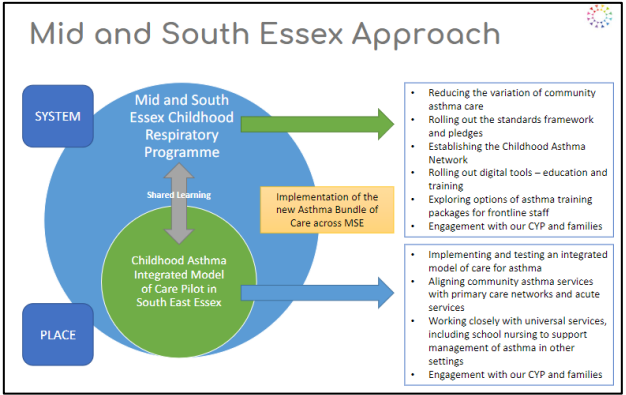 Mid and South Essex Approach
SYSTEM
Mid and South
Essex Childhood
Respiratory
Programme
Shared Learning
Implementation of the
new Asthma Bundle of
Care across MSE
Childhood Asthma
Integrated Model
of Care Pilot in
South East Essex
PLACE
• Reducing the variation of community
asthma care
• Rolling out the standards framework
and pledges
• Establishing the Childhood Asthma
Network
• Rolling out digital tools – education and
training
• Exploring options of asthma training
packages for frontline staff
• Engagement with our CYP and families
• Implementing and testing an integrated
model of care for asthma
• Aligning community asthma services
with primary care networks and acute
services
• Working closely with universal services,
including school nursing to support
management of asthma in other
settings
• Engagement with our CYP and families